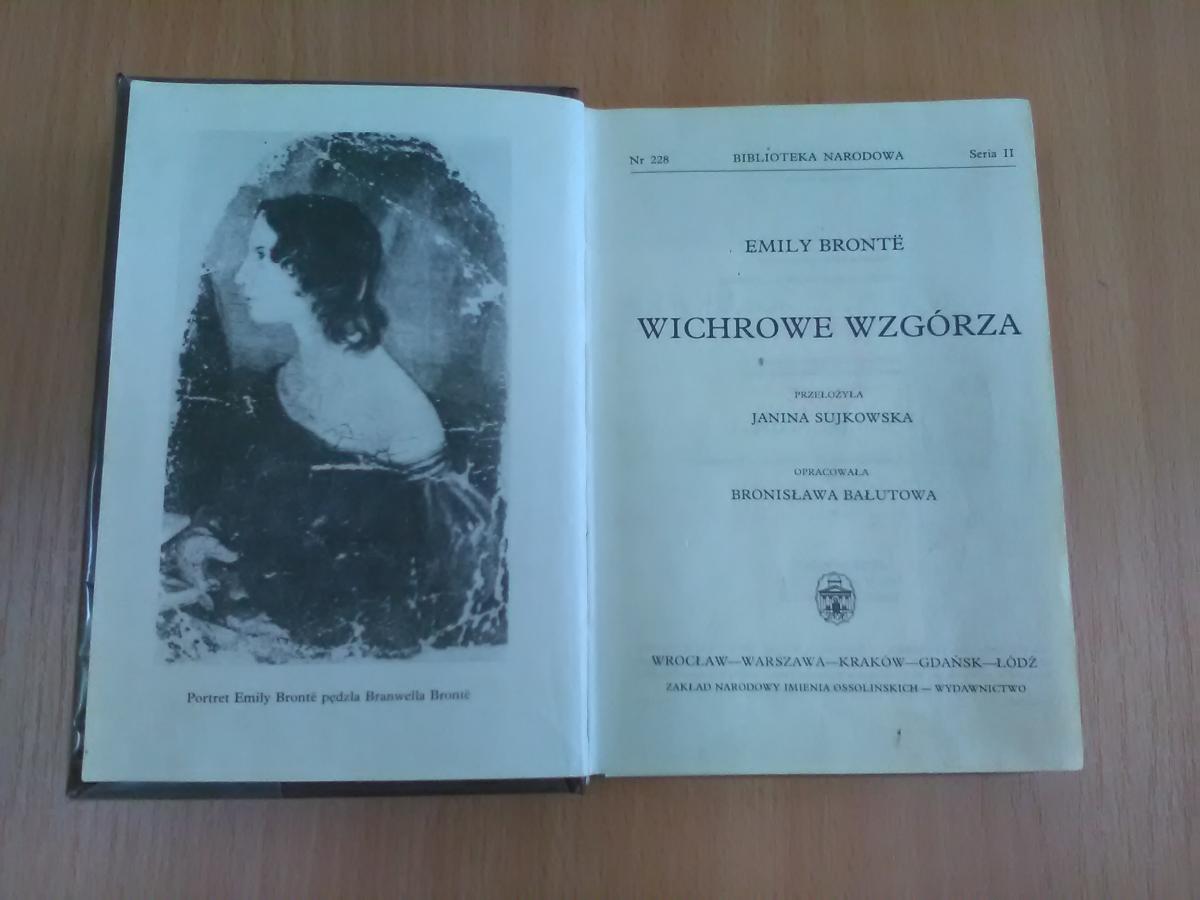 Portret Emily Brontë pędzla Branwella Brontë
Nr 228 BIBLIOTEKA NARODOWA Seria II
EMILY BRONTË
WICHROWE WZGÓRZA
PRZEŁOŻYŁA
JANINA SUJKOWSKA
OPRACOWAŁA
BRONISŁAWA BAŁUTOWA
WROCŁAW—WARSZAWA—KRAKÓW—GDAŃSK—ŁÓDŹ
ZAKŁAD NARODOWY IMIENIA OSSOLIŃSKICH — WYDAWNICTWO